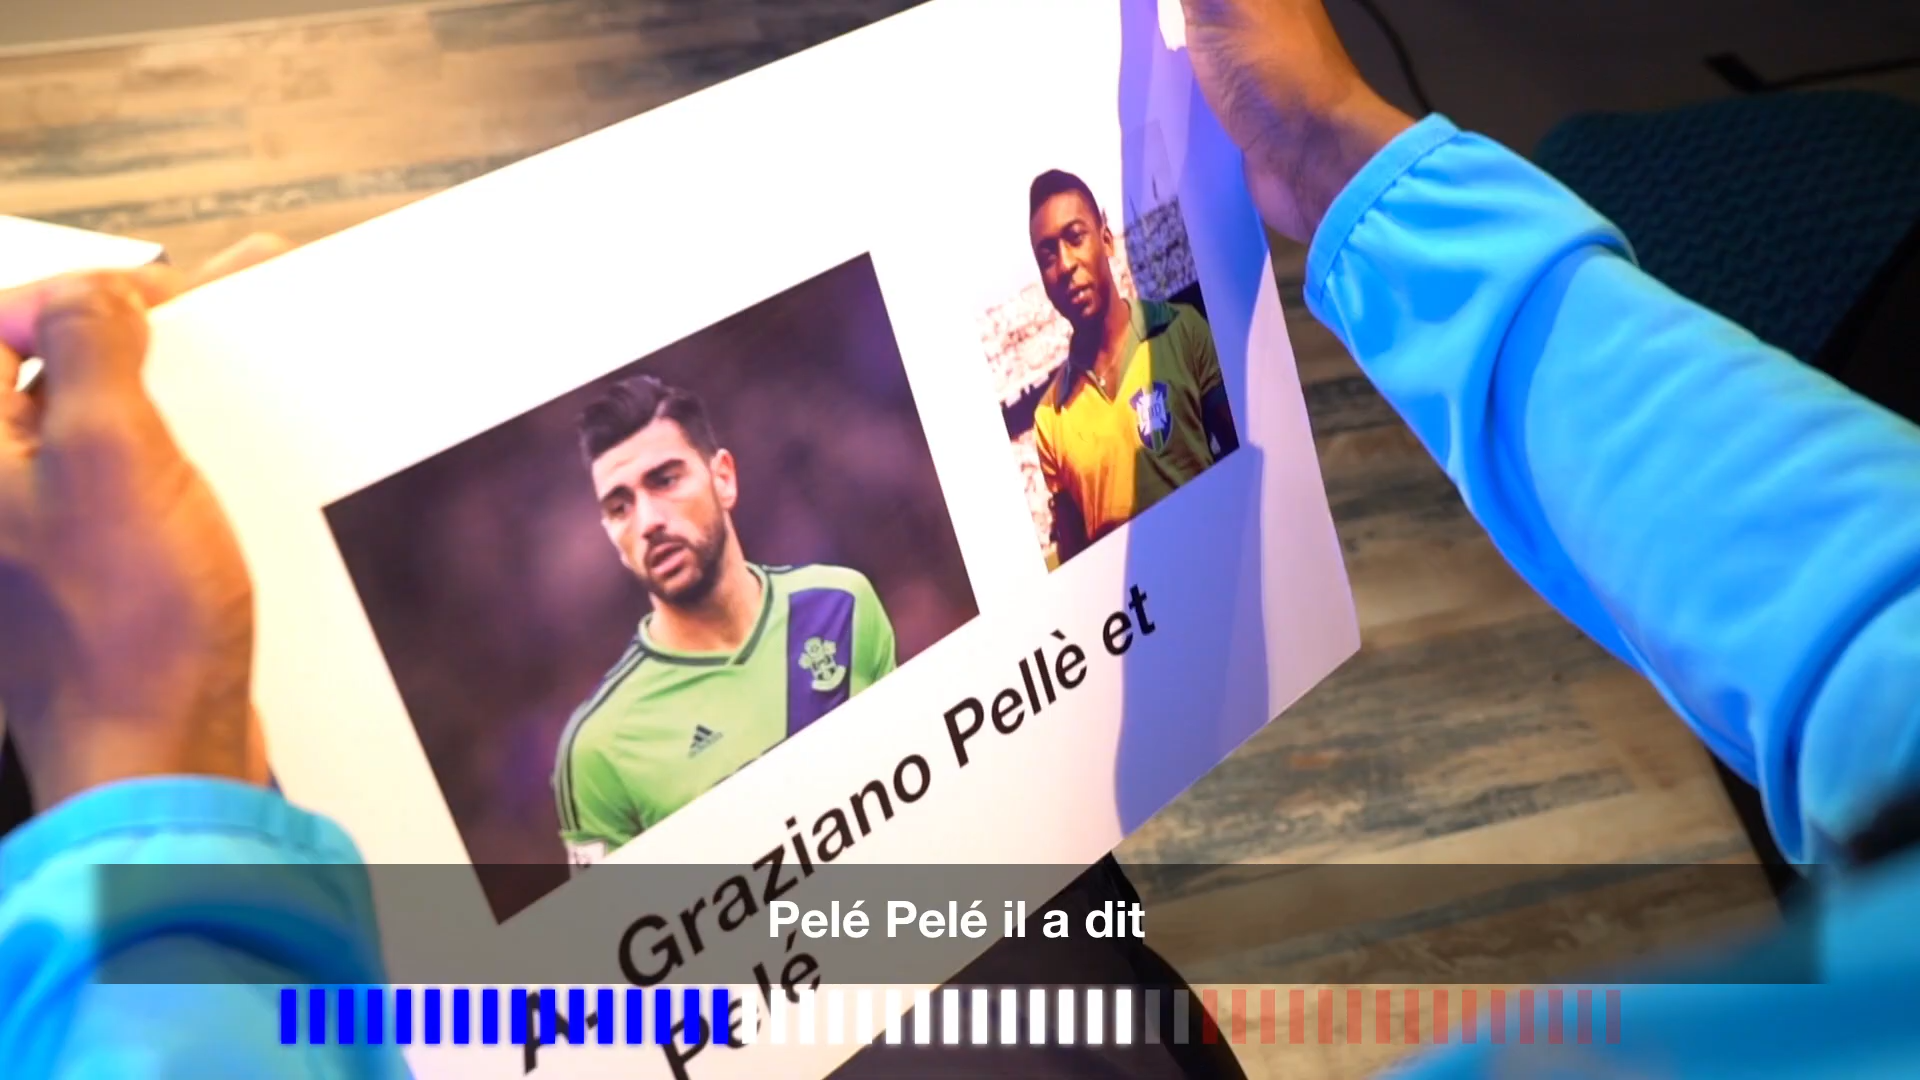 A. Graziano Pellè et
Pelé
Pelé Pelé il a dit